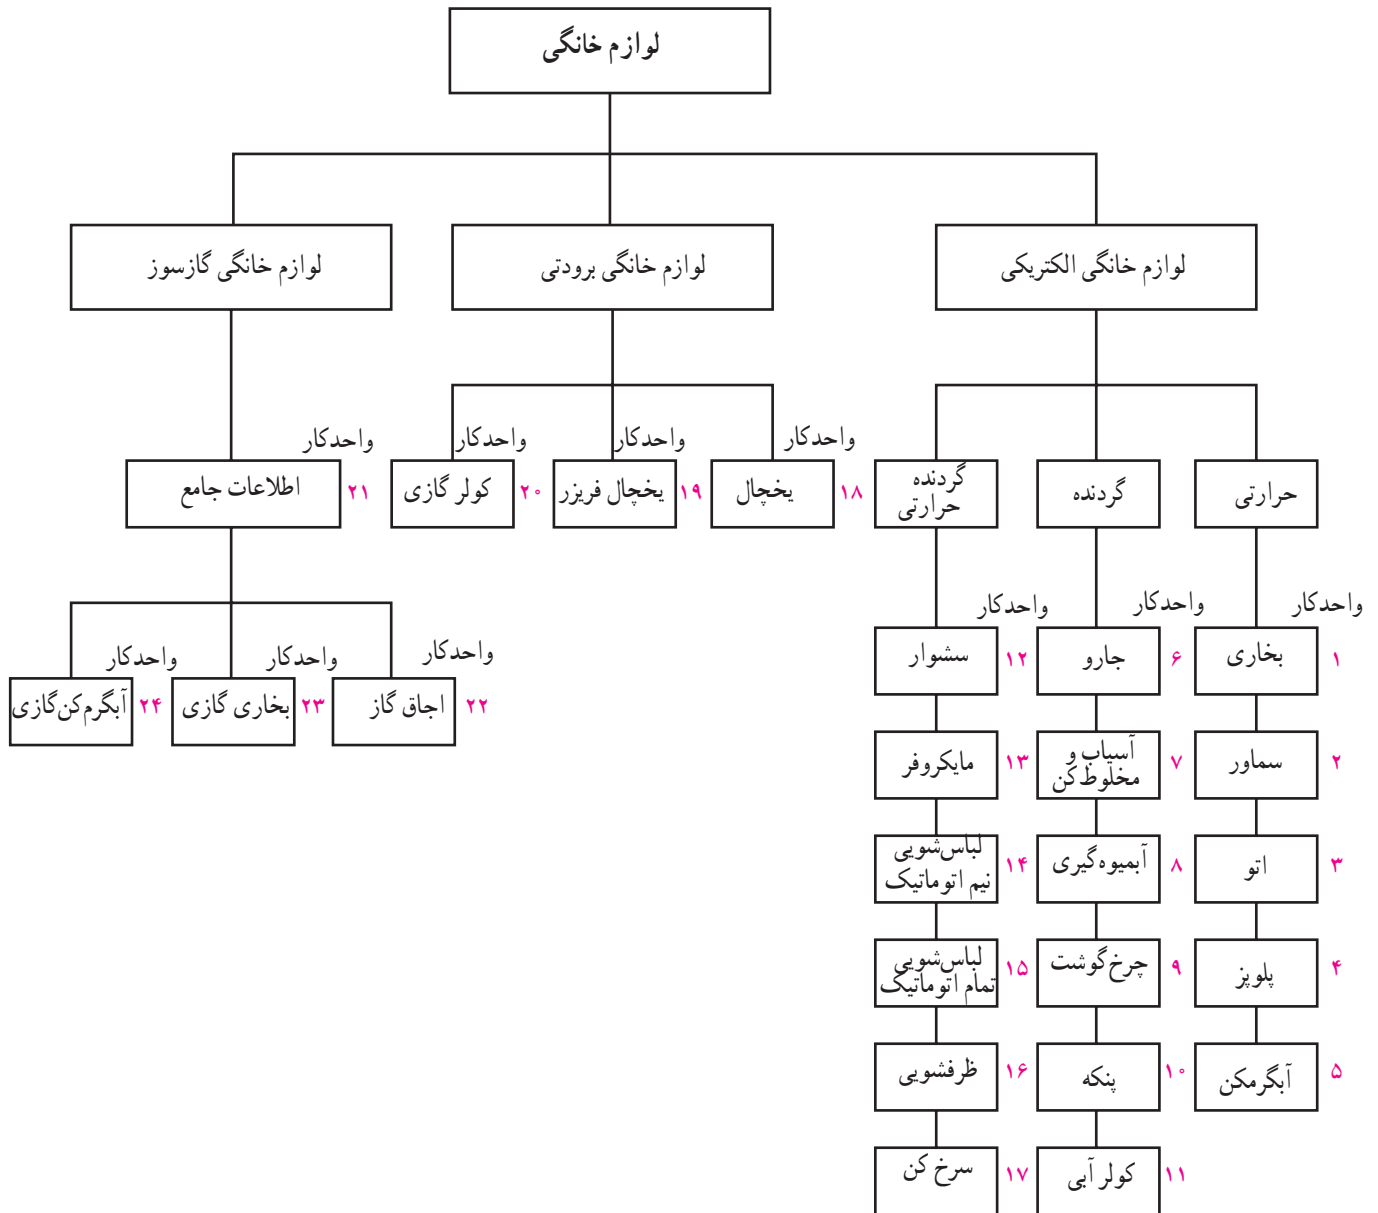 لوازم خانگی
لوازم خانگی الکتریکی
لوازم خانگی برودتی
لوازم خانگی گازسوز
حرارتی
گردنده
گردنده
حرارتی
واحدکار
یخچال ۱۸
واحدکار
یخچال فریزر ۱۹
واحدکار
کولر گازی ۲۰
واحدکار
اطلاعات جامع ۲۱
واحدکار
۱ بخاری
۲ سماور
۳ اتو
۴ پلوپز
۵ آبگرمکن
واحدکار
۶ جارو
۷ آسیاب و
مخلوط‌کن
۸ آبمیوه‌گیری
۹ چرخ‌گوشت
۱۰ پنکه
۱۱ کولر آبی
واحدکار
۱۲ سشوار
۱۳ مایکروفر
۱۴ لباس‌شویی
نیم اتوماتیک
۱۵ لباس‌شویی
تمام اتوماتیک
۱۶ ظرفشویی
۱۷ سرخ کن
واحدکار
۲۲ اجاق گاز
واحدکار
۲۳ بخاری گازی
واحدکار
۲۴ آبگرم‌کن‌گازی